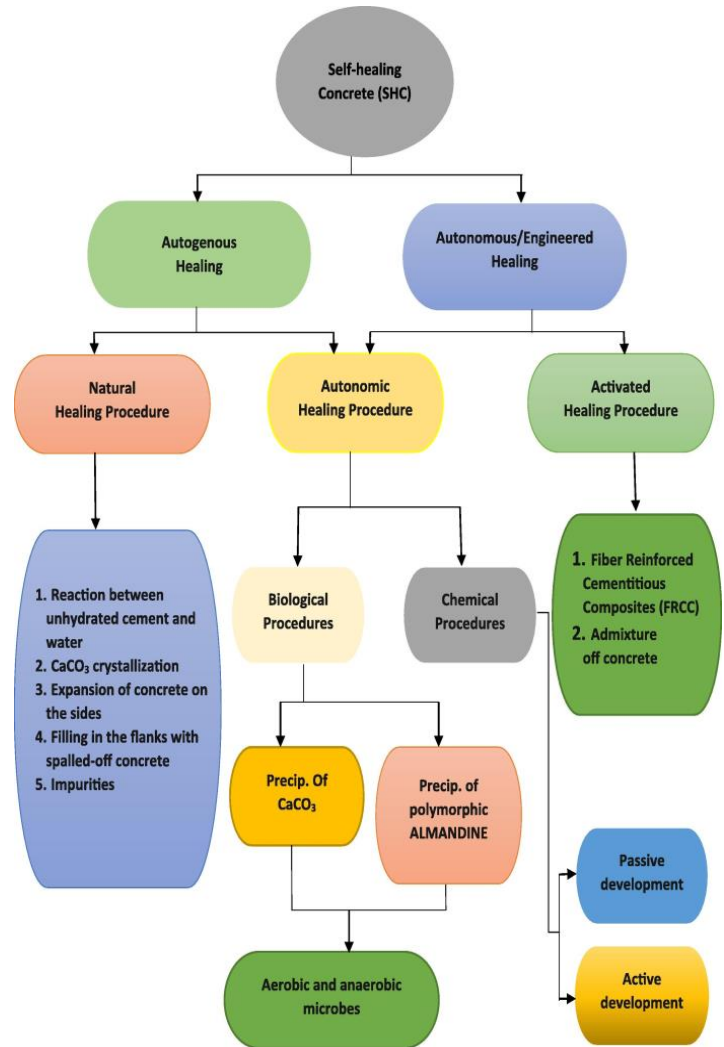 Self-healing
Concrete (SHC)
Autogenous
Healing
Autonomous/Engineered
Healing
Natural
Healing Procedure
Autonomic
Healing Procedure
Activated
Healing Procedure
1. Reaction between
unhydrated cement and
water
2. CaCO₃ crystallization
3. Expansion of concrete on
the sides
4. Filling in the flanks with
spalled-off concrete
5. Impurities
Biological
Procedures
Chemical
Procedures
1. Fiber Reinforced
Cementitious
Composites (FRCC)
2. Admixture
off concrete
Precip. Of
CaCO₃
Precip. of
polymorphic
ALMANDINE
Passive
development
Active
development
Aerobic and anaerobic
microbes